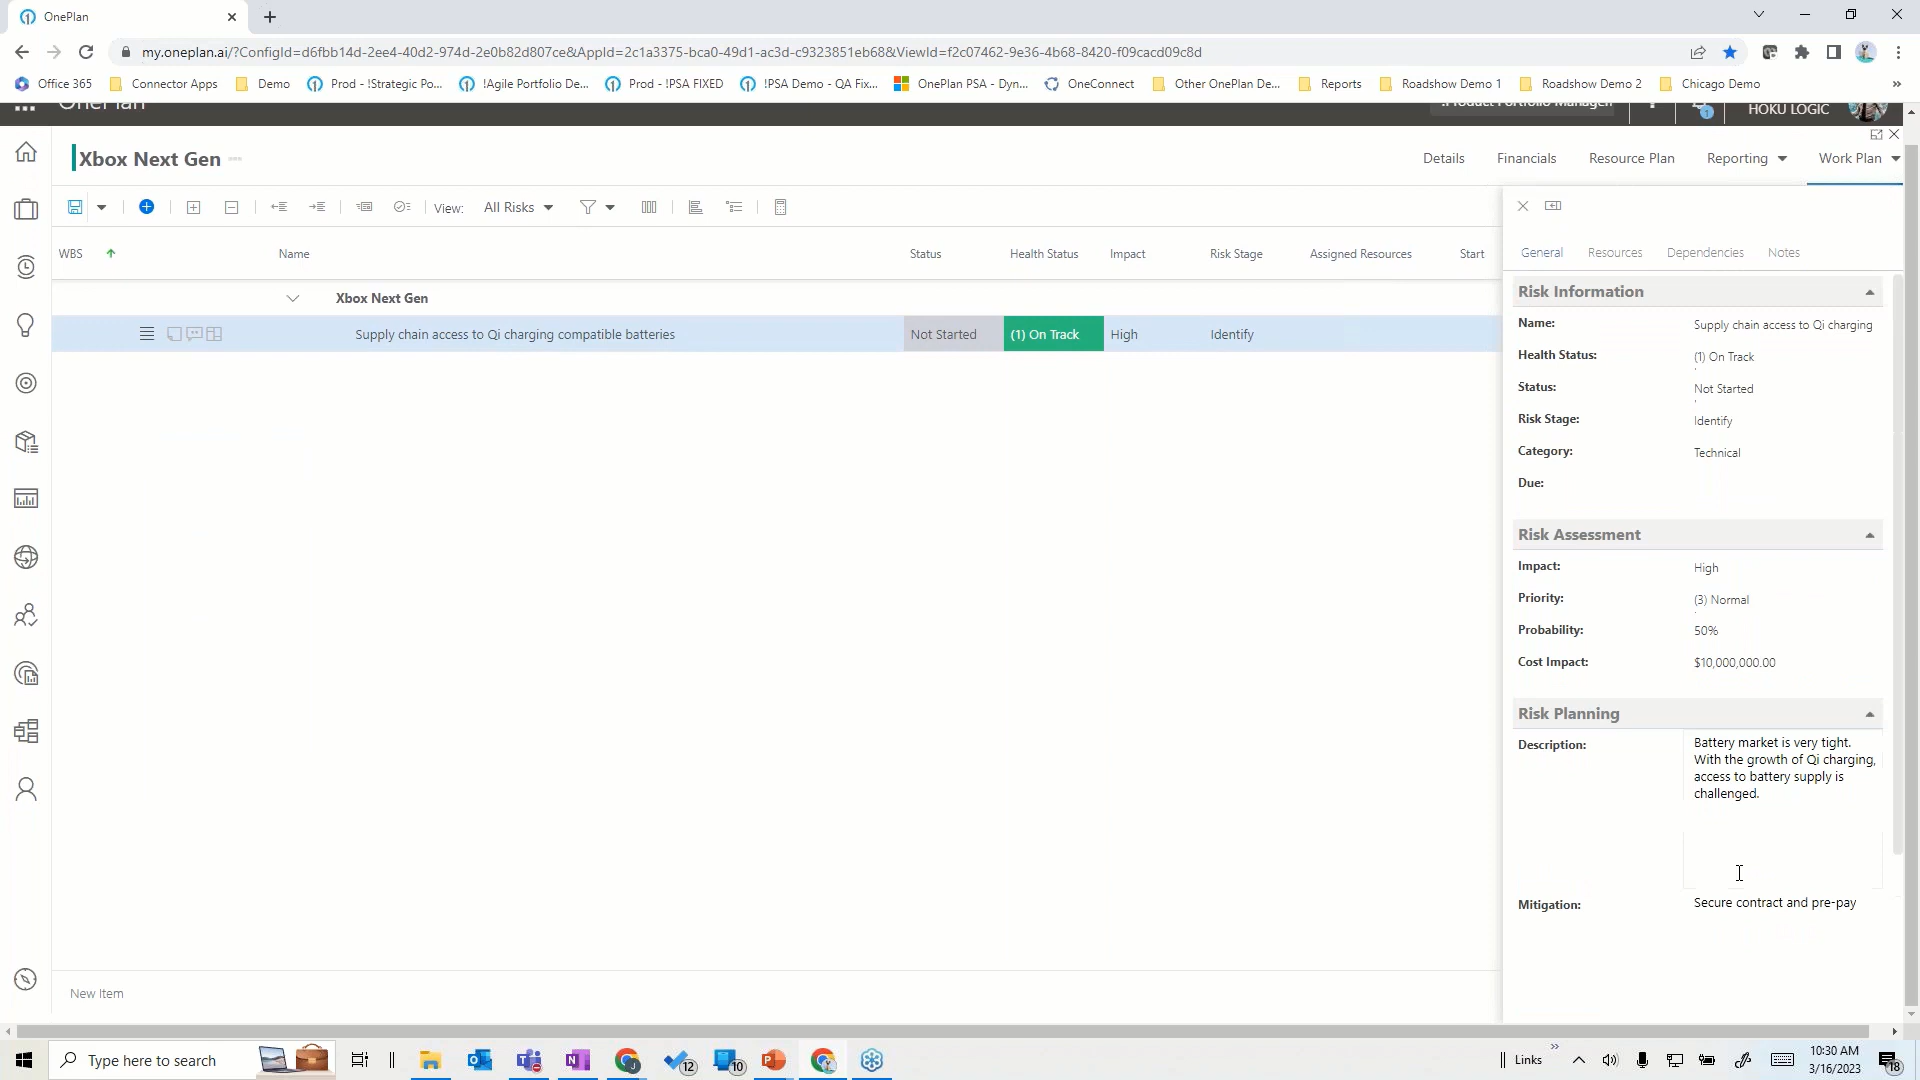 OnePlan
my.oneplan.ai/?ConfigId=d6fbb14d-2ee4-40d2-974d-2e0b82d807ce&AppId=2c1a3375-bca0-49d1-ac3d-c9323851eb68&ViewId=f2c07462-9e36-4b68-8420-f09cacd09c8d
Office 365 Connector Apps Demo Prod - !Strategic Po... !Agile Portfolio De... Prod - !PSA FIXED !PSA Demo - QA Fix... OnePlan PSA - Dyn... OneConnect Other OnePlan De... Reports Roadshow Demo 1 Roadshow Demo 2 Chicago Demo »
OnePlan !Product Portfolio Manager 1 HOKU LOGIC
Xbox Next Gen Details Financials Resource Plan Reporting Work Plan
View: All Risks
WBS Name Status Health Status Impact Risk Stage Assigned Resources Start
Xbox Next Gen
Supply chain access to Qi charging compatible batteries Not Started (1) On Track High Identify
New Item
General Resources Dependencies Notes
Risk Information
Name: Supply chain access to Qi charging
Health Status: (1) On Track
Status: Not Started
Risk Stage: Identify
Category: Technical
Due:
Risk Assessment
Impact: High
Priority: (3) Normal
Probability: 50%
Cost Impact: $10,000,000.00
Risk Planning
Description: Battery market is very tight.
With the growth of Qi charging,
access to battery supply is
challenged.
Mitigation: Secure contract and pre-pay
Type here to search 12 10 Links » 10:30 AM
3/16/2023 18